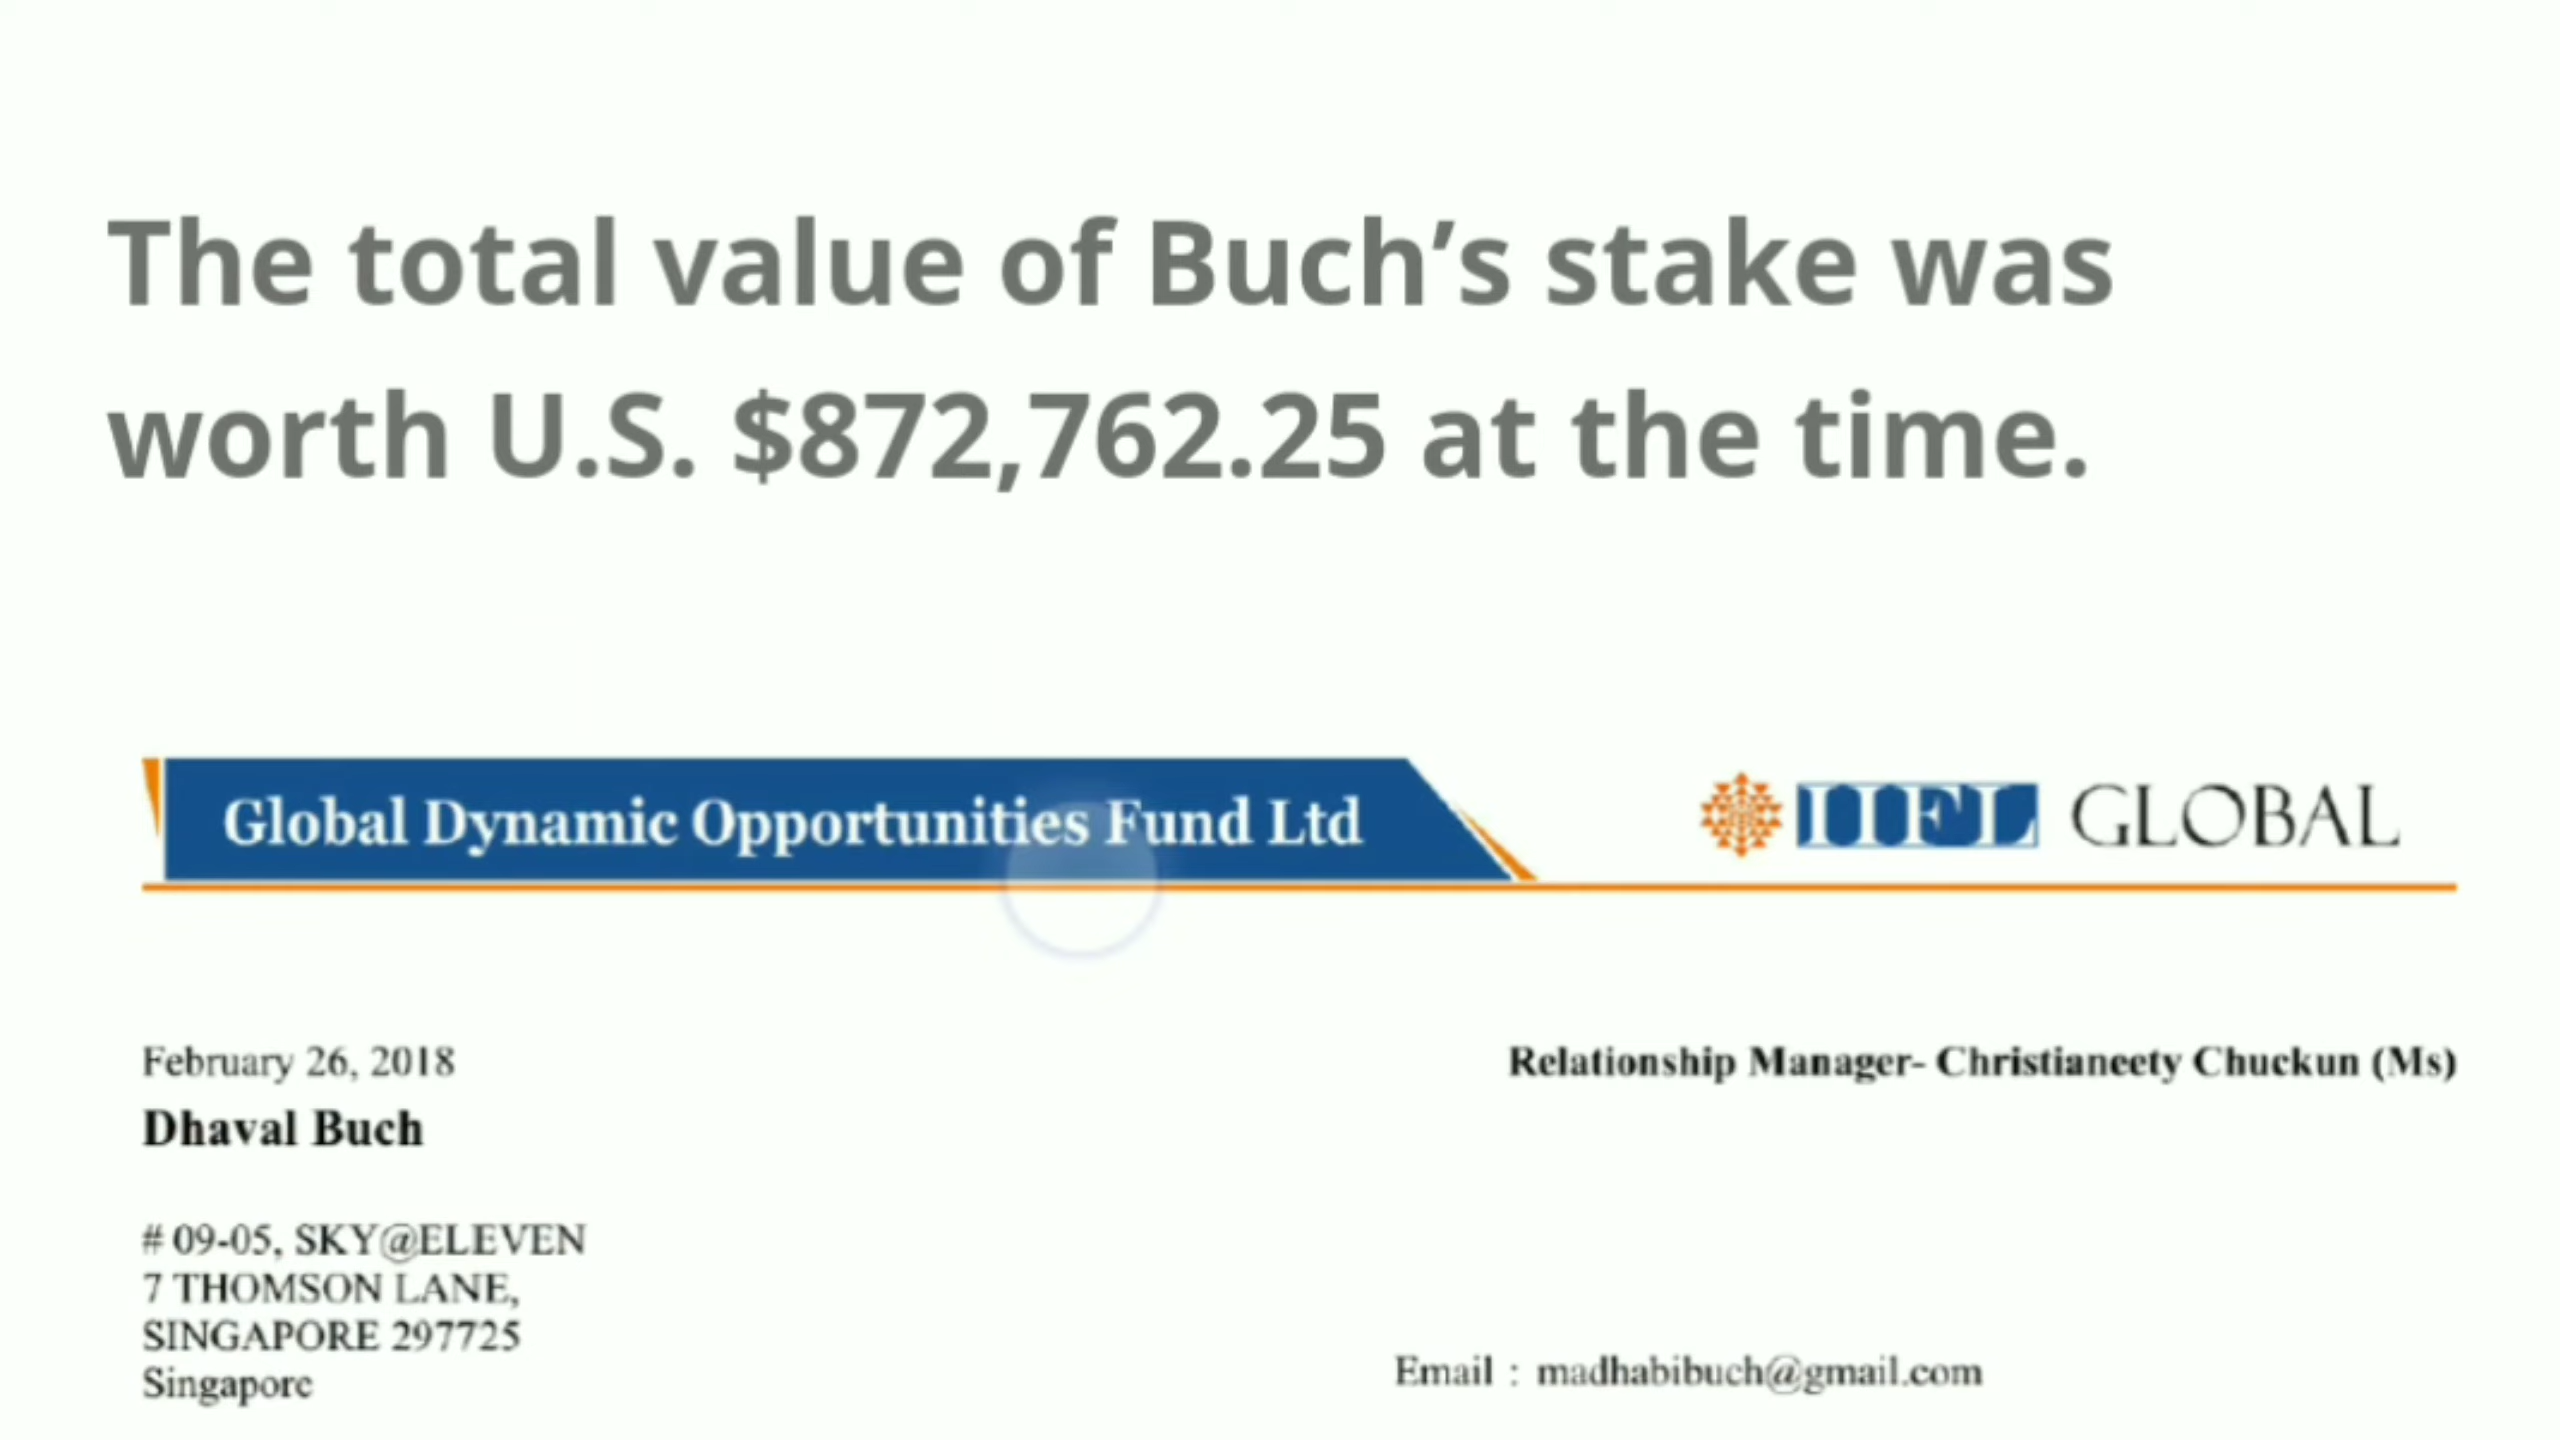 The total value of Buch’s stake was
worth U.S. $872,762.25 at the time.
Global Dynamic Opportunities Fund Ltd
IIFL GLOBAL
February 26, 2018
Relationship Manager- Christianeety Chuckun (Ms)
Dhaval Buch
# 09-05, SKY@ELEVEN
7 THOMSON LANE,
SINGAPORE 297725
Singapore
Email : madhabibuch@gmail.com